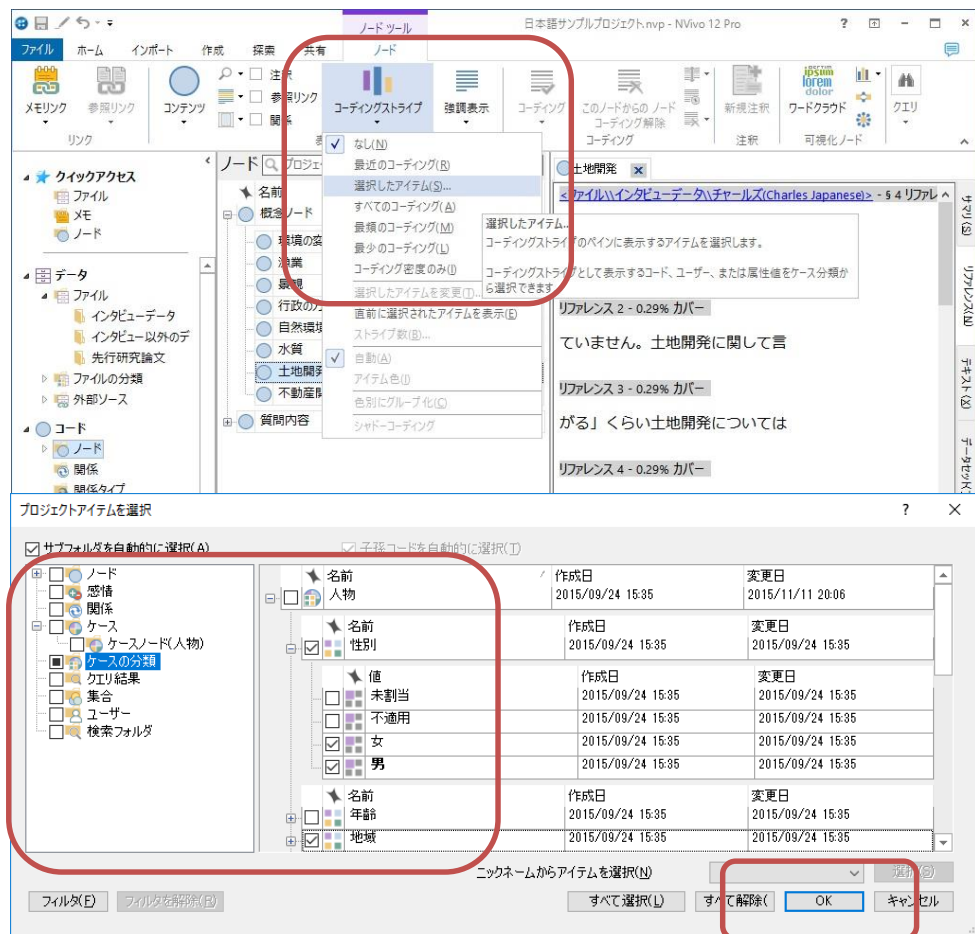 ノード ツール
日本語サンプルプロジェクト.nvp - NVivo 12 Pro
ファイル ホーム インポート 作成 探索 共有 ノード
メモリンク 参照リンク コンテンツ
注釈
参照リンク
関係
コーディングストライプ 強調表示 コーディング このノードからの ノード
コーディング解除
新規注釈 ワードクラウド クエリ
リンク コーディング 注釈 可視化ノード
クイックアクセス
ファイル
メモ
ノード
データ
ファイル
インタビューデータ
インタビュー以外のデ
先行研究論文
ファイルの分類
外部ソース
コード
ノード
関係
関係タイプ
ノード プロジェ
名前
概念ノード
環境の変
漁業
景観
行政の
自然環境
水質
土地開発
不動産
質問内容
なし(N)
最近のコーディング(R)
選択したアイテム(S)...
すべてのコーディング(A)
最頻のコーディング(M)
最少のコーディング(L)
コーディング密度のみ(I)
選択したアイテムを変更(T)...
直前に選択されたアイテムを表示(E)
ストライプ数(B)...
自動(A)
アイテム色(I)
色別にグループ化(C)
シャドーコーディング
選択したアイテム...
コーディングストライプのペインに表示するアイテムを選択します。
コーディングストライプとして表示するコード、ユーザー、または属性値をケース分類か
ら選択できます
土地開発
<ファイル\\インタビューデータ\\チャールズ(Charles Japanese)> - § 4 リファレ
リファレンス 2 - 0.29% カバー
ていません。土地開発に関して言
リファレンス 3 - 0.29% カバー
がる」くらい土地開発については
リファレンス 4 - 0.29% カバー
サマリ(S)
リファレンス(N)
テキスト(X)
データセット
プロジェクトアイテムを選択
サブフォルダを自動的に選択(A) 子孫コードを自動的に選択(T)
ノード
感情
関係
ケース
ケースノード(人物)
ケースの分類
クエリ結果
集合
ユーザー
検索フォルダ
名前 作成日 変更日
人物 2015/09/24 15:35 2015/11/11 20:06
名前 作成日 変更日
性別 2015/09/24 15:35 2015/09/24 15:35
値 作成日 変更日
未割当 2015/09/24 15:35 2015/09/24 15:35
不適用 2015/09/24 15:35 2015/09/24 15:35
女 2015/09/24 15:35 2015/09/24 15:35
男 2015/09/24 15:35 2015/09/24 15:35
名前 作成日 変更日
年齢 2015/09/24 15:35 2015/09/24 15:35
地域 2015/09/24 15:35 2015/09/24 15:35
ニックネームからアイテムを選択(N) 選択(S)
フィルタ(F) フィルタを解除(R) すべて選択(L) すべて解除( OK キャンセル